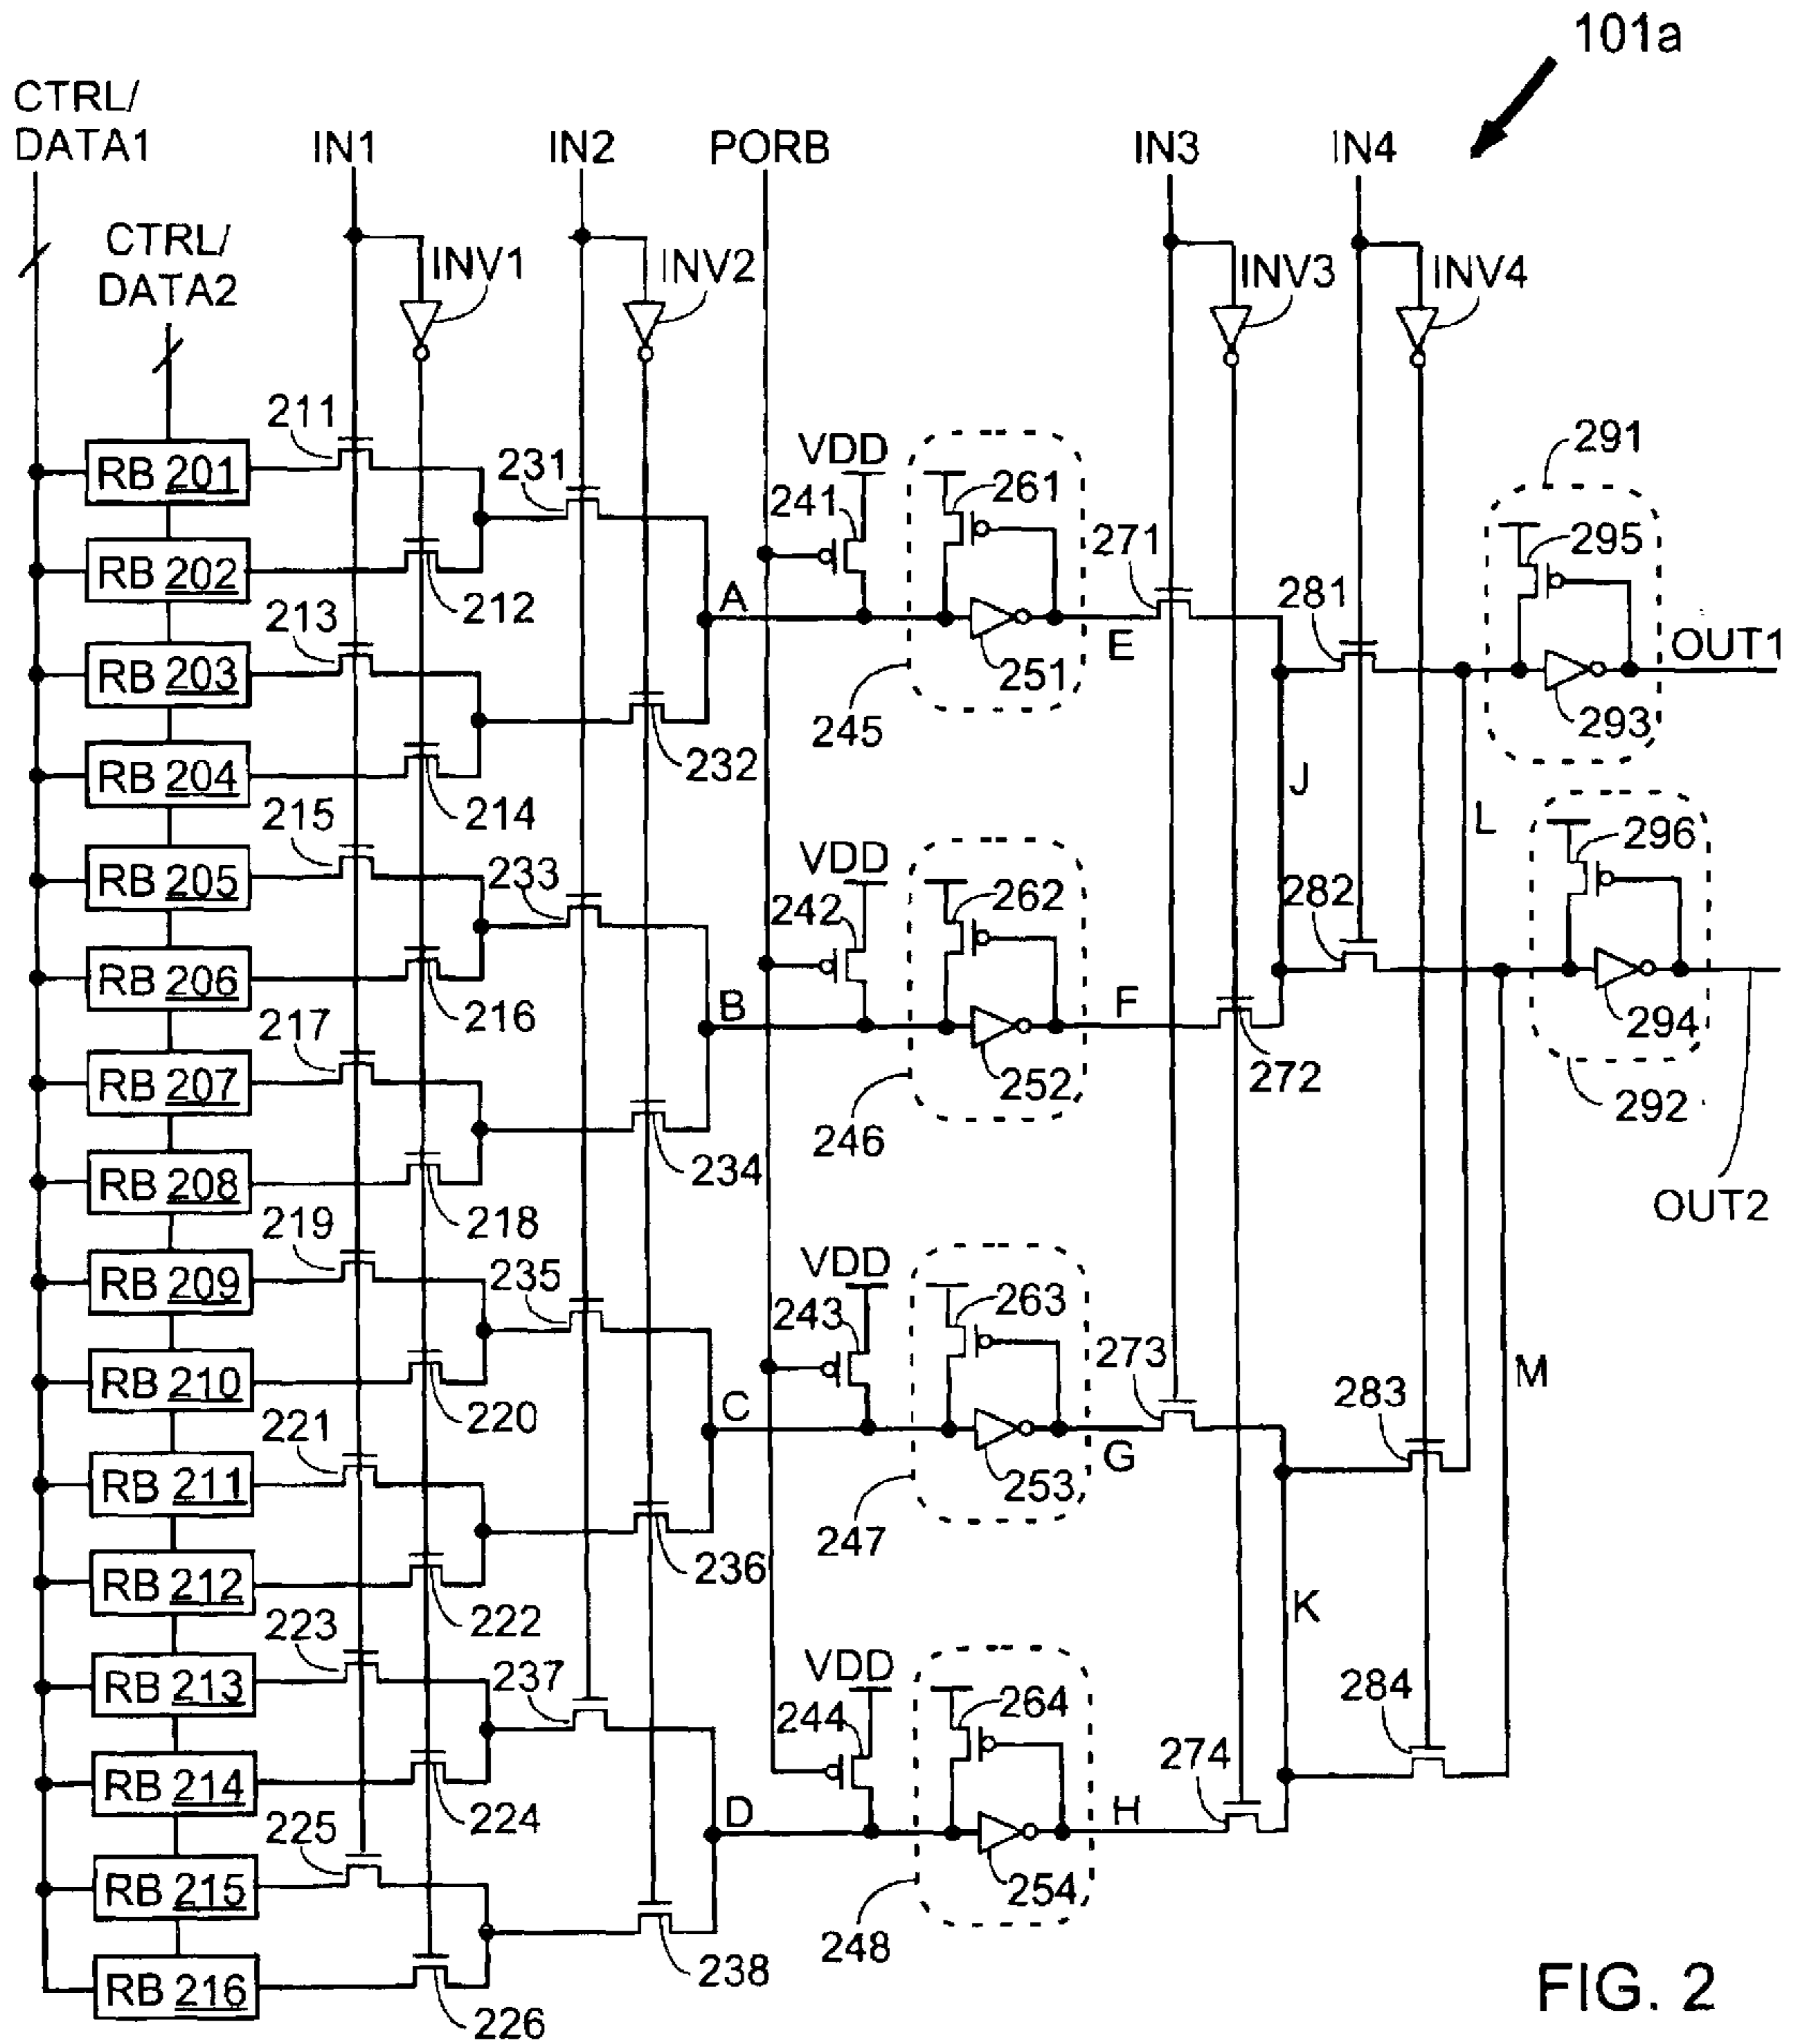 101a
CTRL/
DATA1
IN1
IN2
PORB
IN3
IN4
CTRL/
DATA2
INV1
INV2
INV3
INV4
211
RB 201
231
VDD
241
261
271
291
295
281
OUT1
RB 202
212
A
E
251
245
293
213
RB 203
232
RB 204
214
J
L
215
RB 205
233
VDD
242
262
282
296
RB 206
216
B
F
252
246
272
294
292
217
RB 207
234
RB 208
218
OUT2
219
RB 209
235
VDD
243
263
273
283
M
RB 210
220
C
G
253
247
221
RB 211
236
RB 212
222
K
223
RB 213
237
VDD
244
264
274
284
RB 214
224
D
H
254
248
225
RB 215
238
RB 216
226
FIG. 2